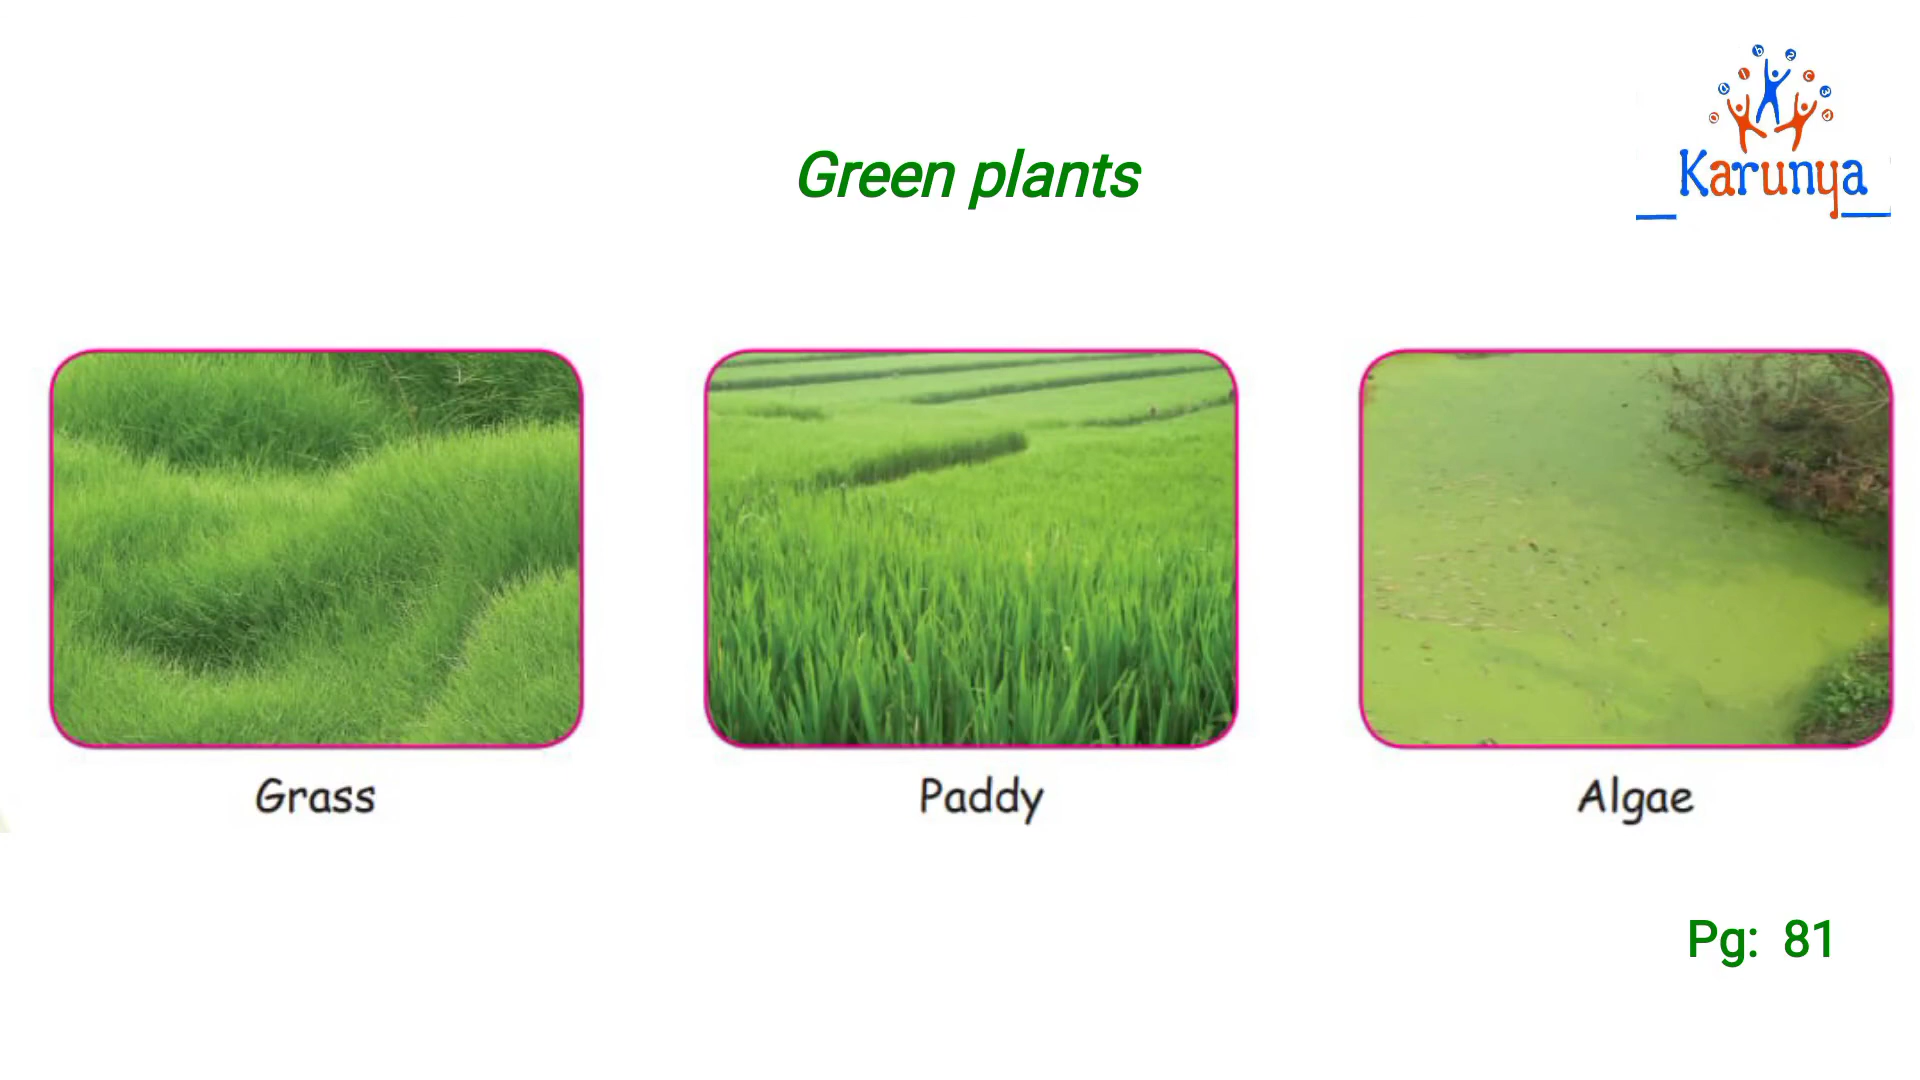 Green plants
Karunya
Grass
Paddy
Algae
Pg: 81